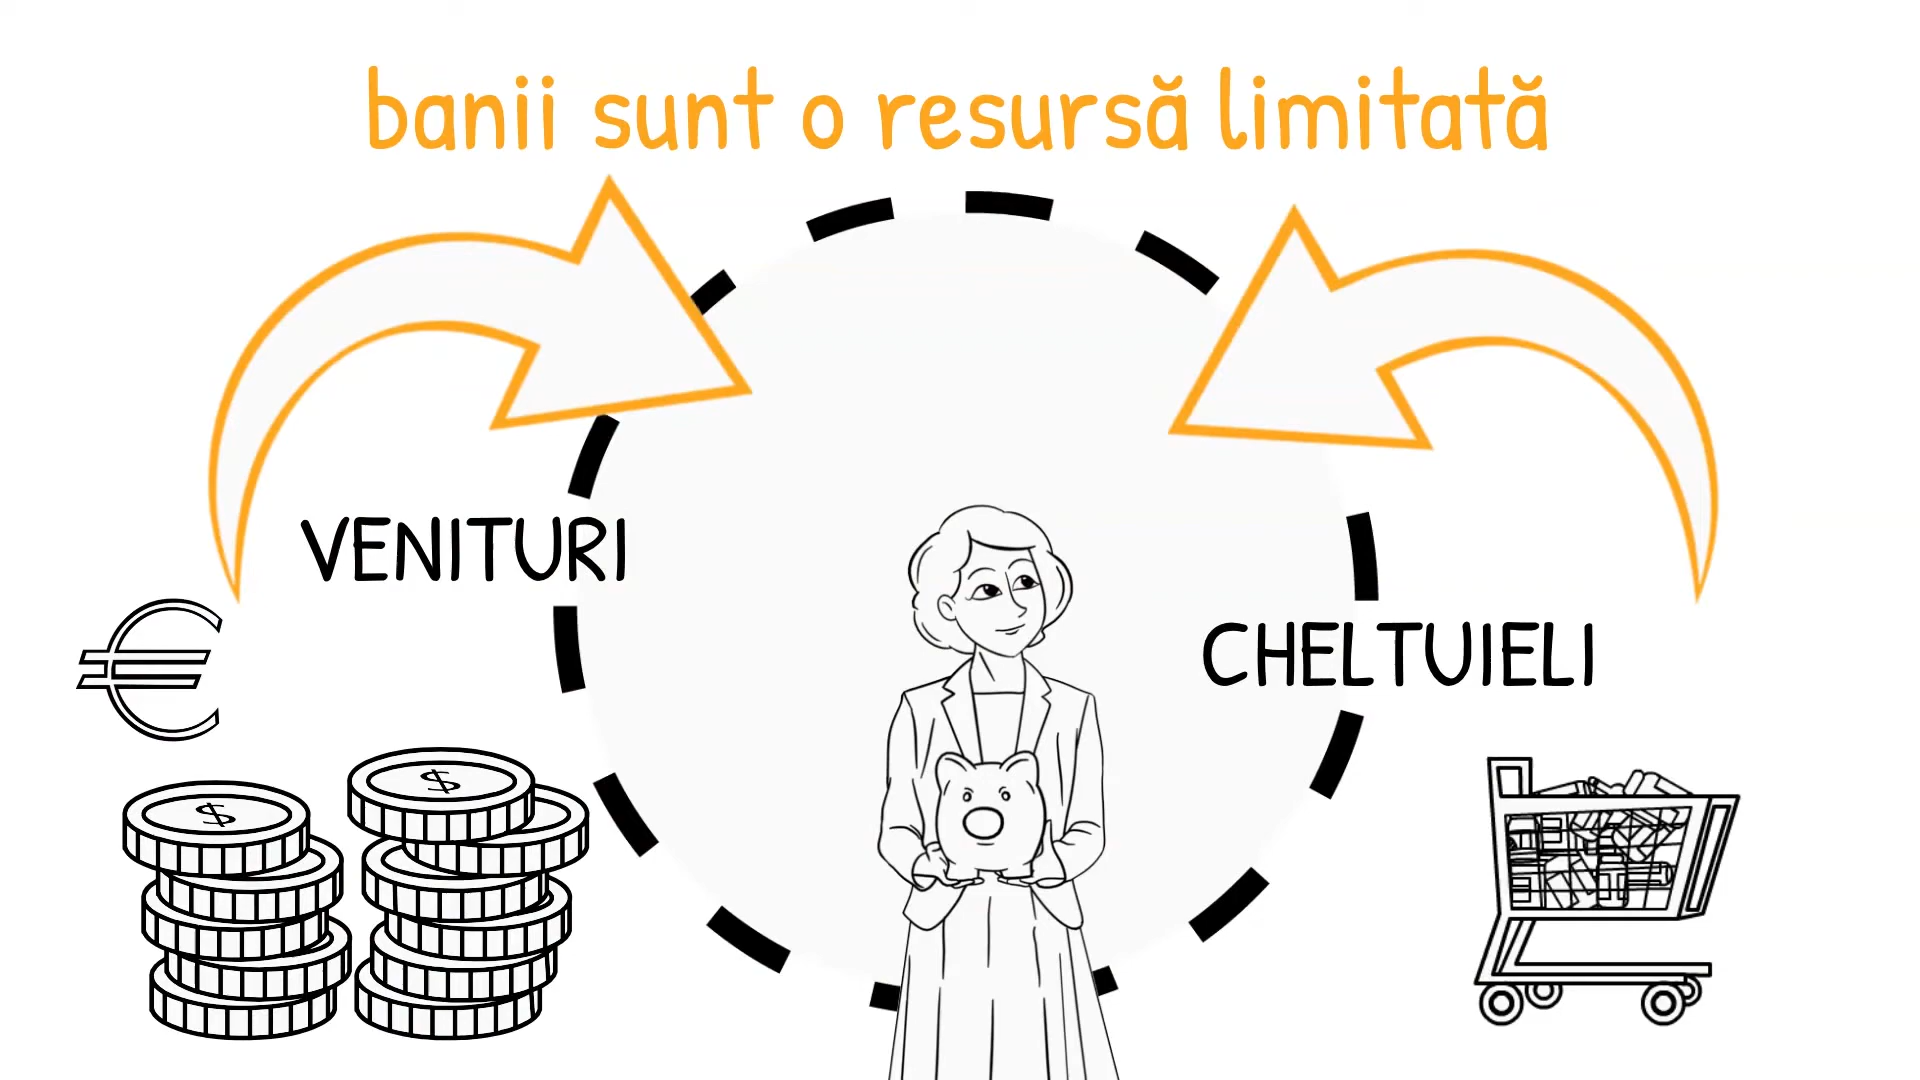 banii sunt o resursă limitată
VENITURI
CHELTUIELI
€
$
$